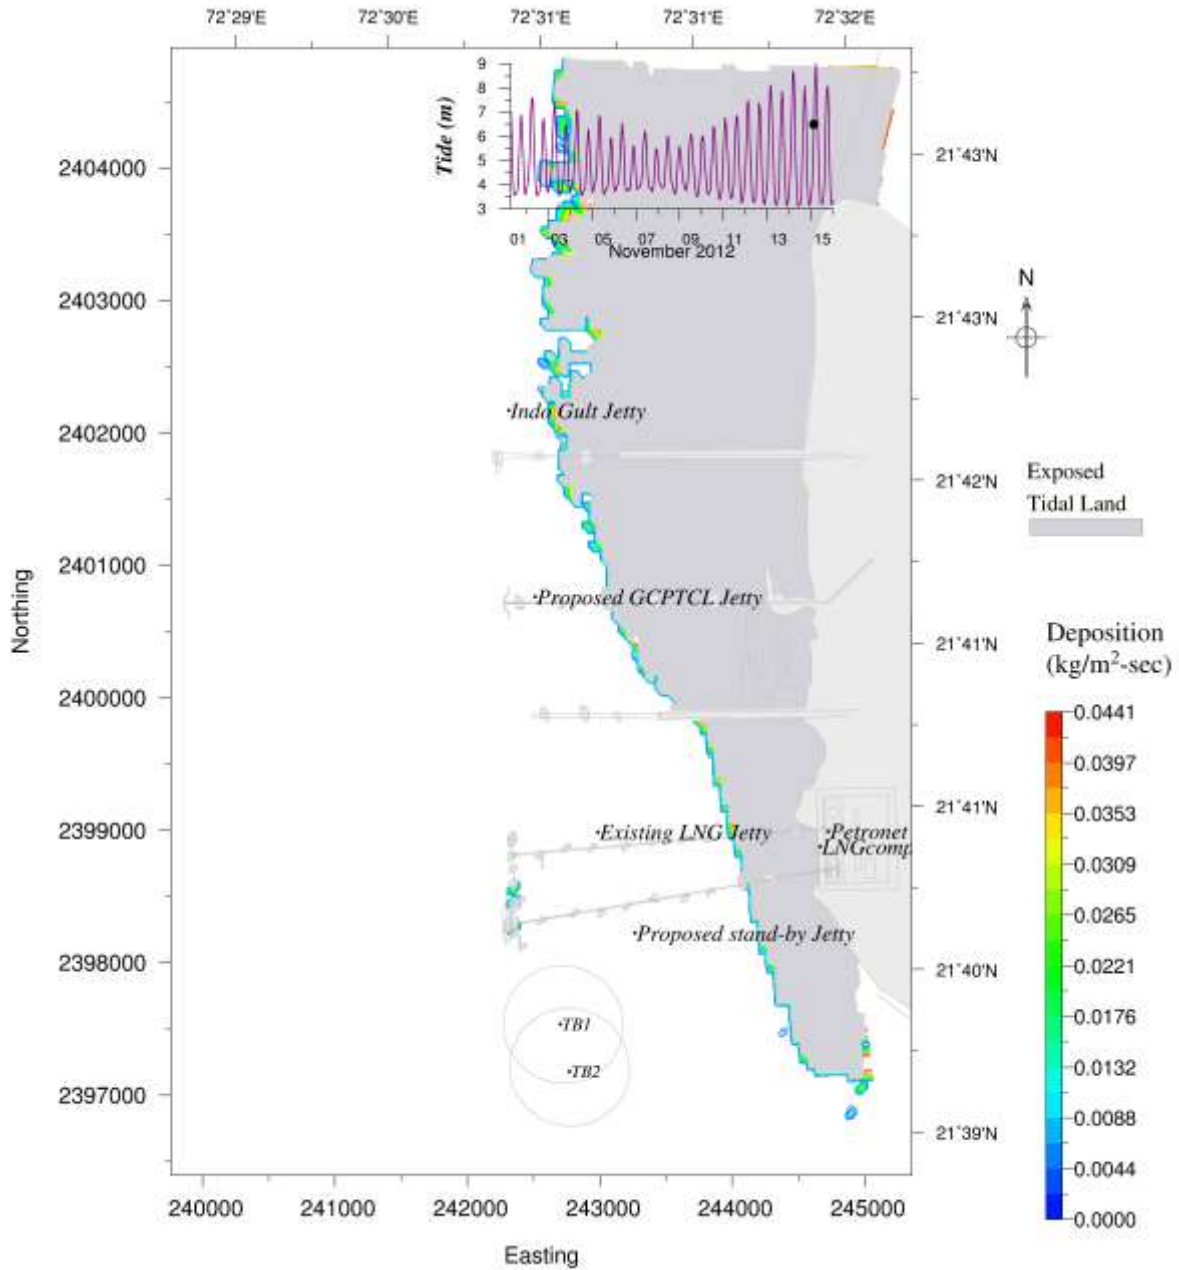 72°29'E 72°30'E 72°31'E 72°31'E 72°32'E
9
8
7
6
5
4
3
Tide (m)
01 03 05 07 09 11 13 15
November 2012
2404000
2403000
2402000
2401000
2400000
2399000
2398000
2397000
Northing
21°43'N
21°43'N
21°42'N
21°41'N
21°41'N
21°40'N
21°39'N
N
Indo Gult Jetty
Proposed GCPTCL Jetty
Existing LNG Jetty
Petronet
LNGcomp
Proposed stand-by Jetty
TB1
TB2
Exposed
Tidal Land
Deposition
(kg/m²-sec)
0.0441
0.0397
0.0353
0.0309
0.0265
0.0221
0.0176
0.0132
0.0088
0.0044
0.0000
240000 241000 242000 243000 244000 245000
Easting